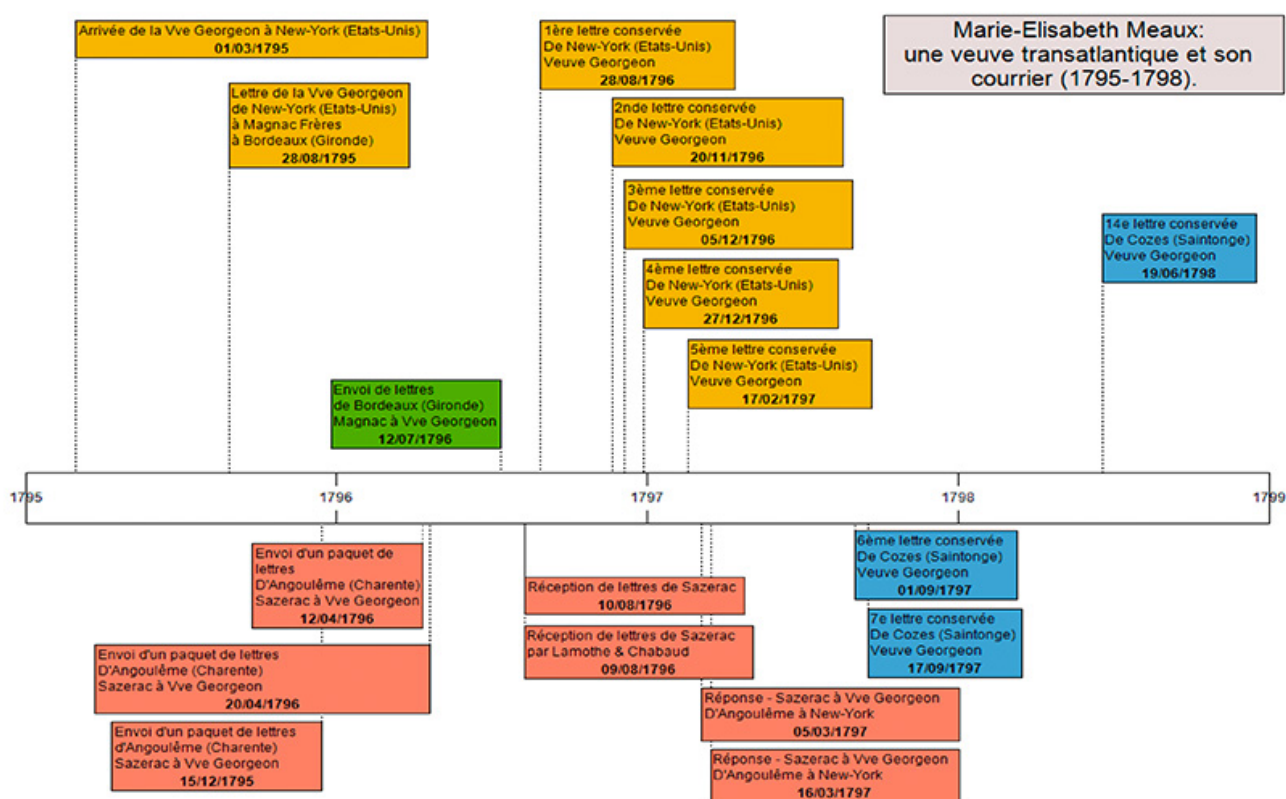 Marie-Elisabeth Meaux:
une veuve transatlantique et son
courrier (1795-1798).
Arrivée de la Vve Georgeon à New-York (Etats-Unis)
01/03/1795
Lettre de la Vve Georgeon
de New-York (Etats-Unis)
à Magnac Frères
à Bordeaux (Gironde)
28/08/1795
1ère lettre conservée
De New-York (Etats-Unis)
Veuve Georgeon
28/08/1796
2nde lettre conservée
De New-York (Etats-Unis)
Veuve Georgeon
20/11/1796
3ème lettre conservée
De New-York (Etats-Unis)
Veuve Georgeon
05/12/1796
4ème lettre conservée
De New-York (Etats-Unis)
Veuve Georgeon
27/12/1796
5ème lettre conservée
De New-York (Etats-Unis)
Veuve Georgeon
17/02/1797
14e lettre conservée
De Cozes (Saintonge)
Veuve Georgeon
19/06/1798
Envoi de lettres
de Bordeaux (Gironde)
Magnac à Vve Georgeon
12/07/1796
1795
1796
1797
1798
1799
Envoi d'un paquet de
lettres
D'Angoulême (Charente)
Sazerac à Vve Georgeon
12/04/1796
Envoi d'un paquet de lettres
D'Angoulême (Charente)
Sazerac à Vve Georgeon
20/04/1796
Envoi d'un paquet de lettres
d'Angoulême (Charente)
Sazerac à Vve Georgeon
15/12/1795
Réception de lettres de Sazerac
10/08/1796
Réception de lettres de Sazerac
par Lamothe & Chabaud
09/08/1796
Réponse - Sazerac à Vve Georgeon
D'Angoulême à New-York
05/03/1797
Réponse - Sazerac à Vve Georgeon
D'Angoulême à New-York
16/03/1797
6ème lettre conservée
De Cozes (Saintonge)
Veuve Georgeon
01/09/1797
7e lettre conservée
De Cozes (Saintonge)
Veuve Georgeon
17/09/1797